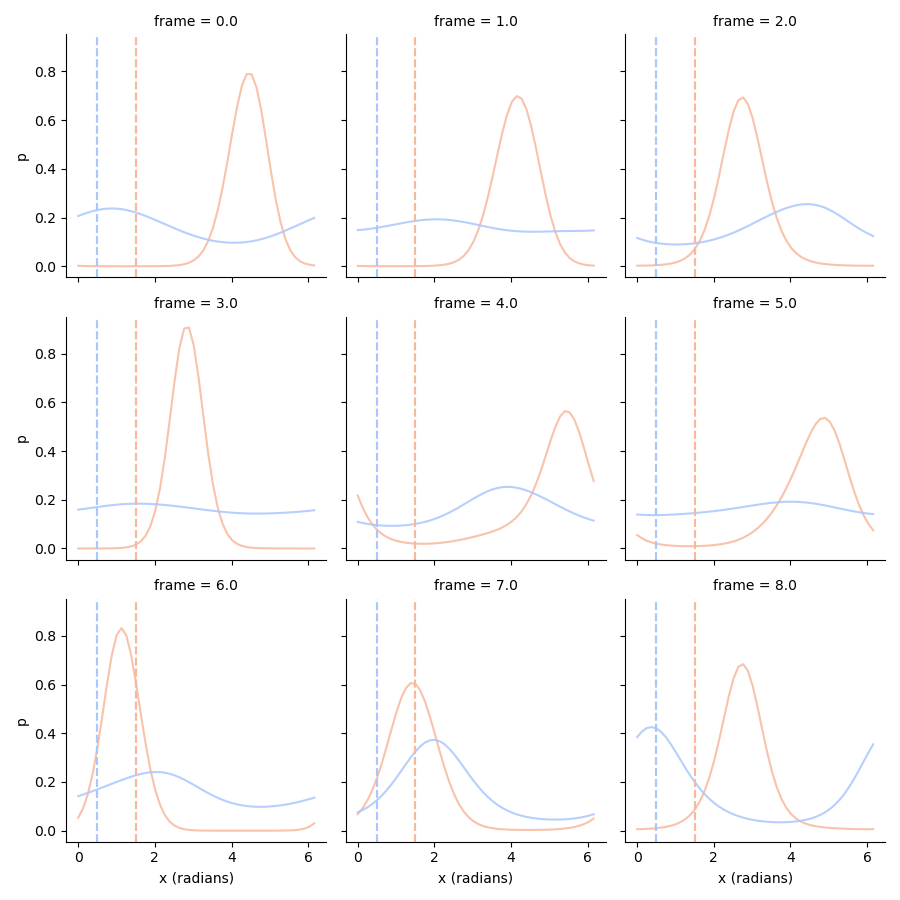 frame = 0.0
frame = 1.0
frame = 2.0
p
0.8
0.6
0.4
0.2
0.0
frame = 3.0
frame = 4.0
frame = 5.0
p
0.8
0.6
0.4
0.2
0.0
frame = 6.0
frame = 7.0
frame = 8.0
p
0.8
0.6
0.4
0.2
0.0
0 2 4 6
0 2 4 6
0 2 4 6
x (radians)
x (radians)
x (radians)